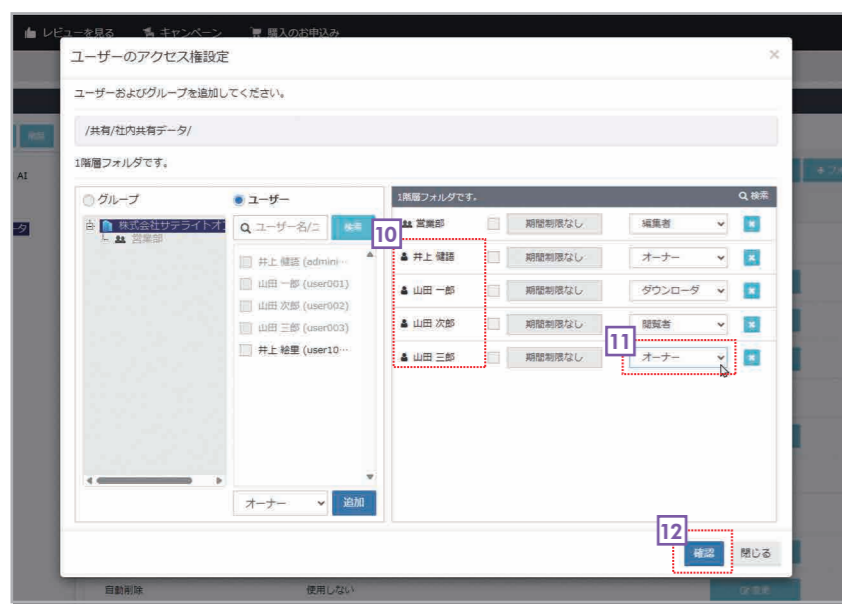 レビューを見る キャンペーン 購入のお申込み
ユーザーのアクセス権設定 ×
ユーザーおよびグループを追加してください。
/共有/社内共有データ/
1階層フォルダです。
AI
グループ ユーザー
株式会社サテライトオ
営業部
ユーザー名/ニ 検索
井上 健語 (admini…
山田 一郎 (user001)
山田 次郎 (user002)
山田 三郎 (user003)
井上 絵里 (user10…
オーナー 追加
1階層フォルダです。 検索
10
営業部 期間制限なし 編集者
井上 健語 期間制限なし オーナー
山田 一郎 期間制限なし ダウンローダ
山田 次郎 期間制限なし 閲覧者
11
山田 三郎 期間制限なし オーナー
12
確認 閉じる
自動削除 使用しない 変更